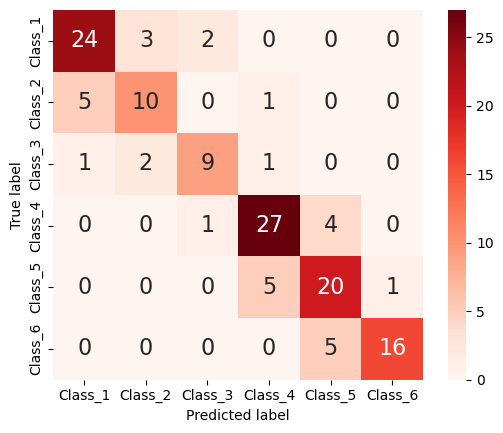 True label
Class_1 24 3 2 0 0 0
Class_2 5 10 0 1 0 0
Class_3 1 2 9 1 0 0
Class_4 0 0 1 27 4 0
Class_5 0 0 0 5 20 1
Class_6 0 0 0 0 5 16
Class_1 Class_2 Class_3 Class_4 Class_5 Class_6
Predicted label
25
20
15
10
5
0